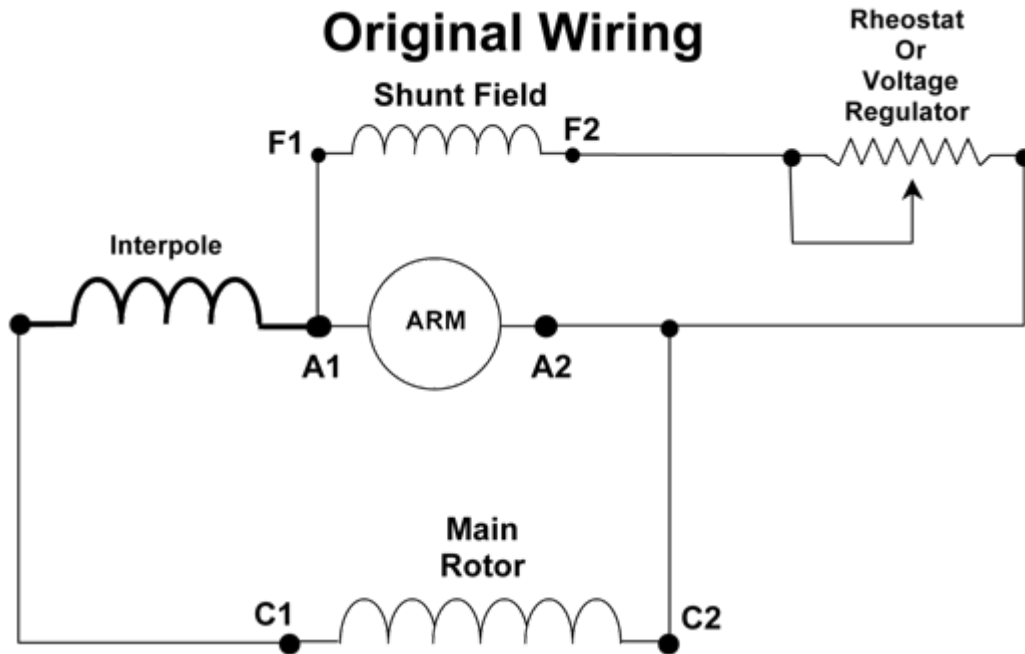 Original Wiring
Rheostat
Or
Voltage
Regulator
Shunt Field
F1
F2
Interpole
ARM
A1
A2
Main
Rotor
C1
C2